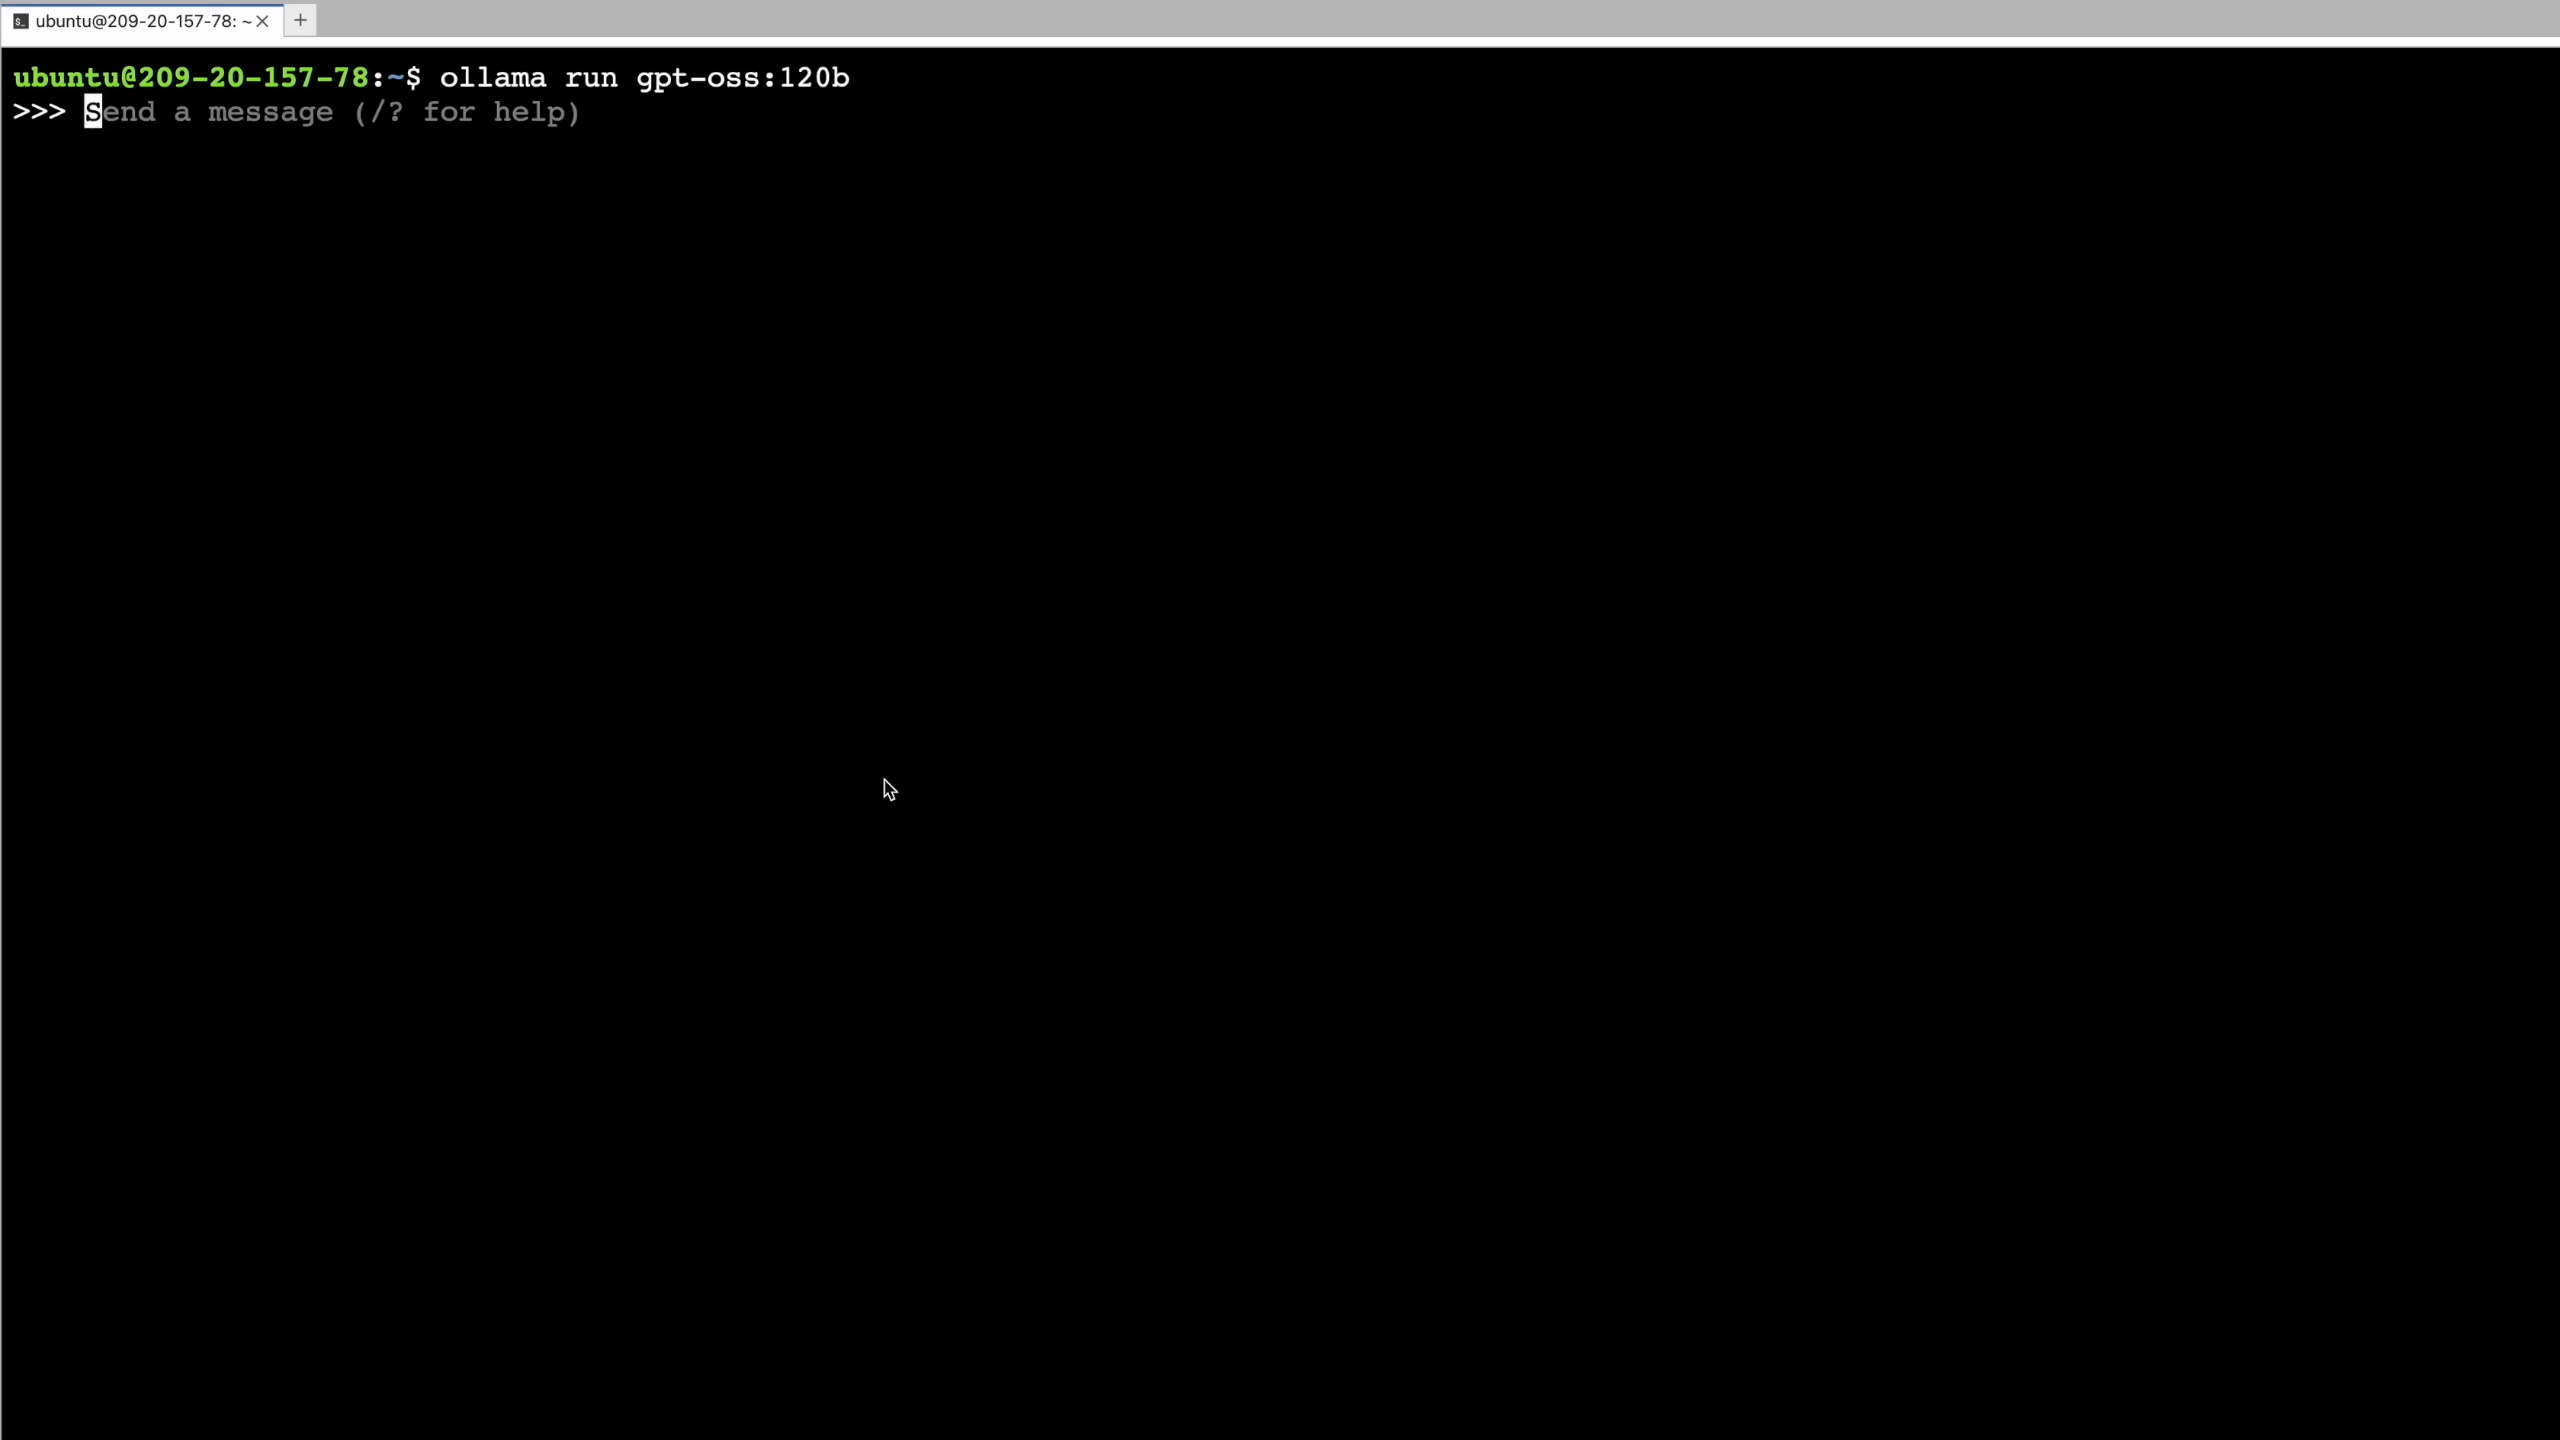 ubuntu@209-20-157-78: ~
ubuntu@209-20-157-78:~$ ollama run gpt-oss:120b
>>> Send a message (/? for help)